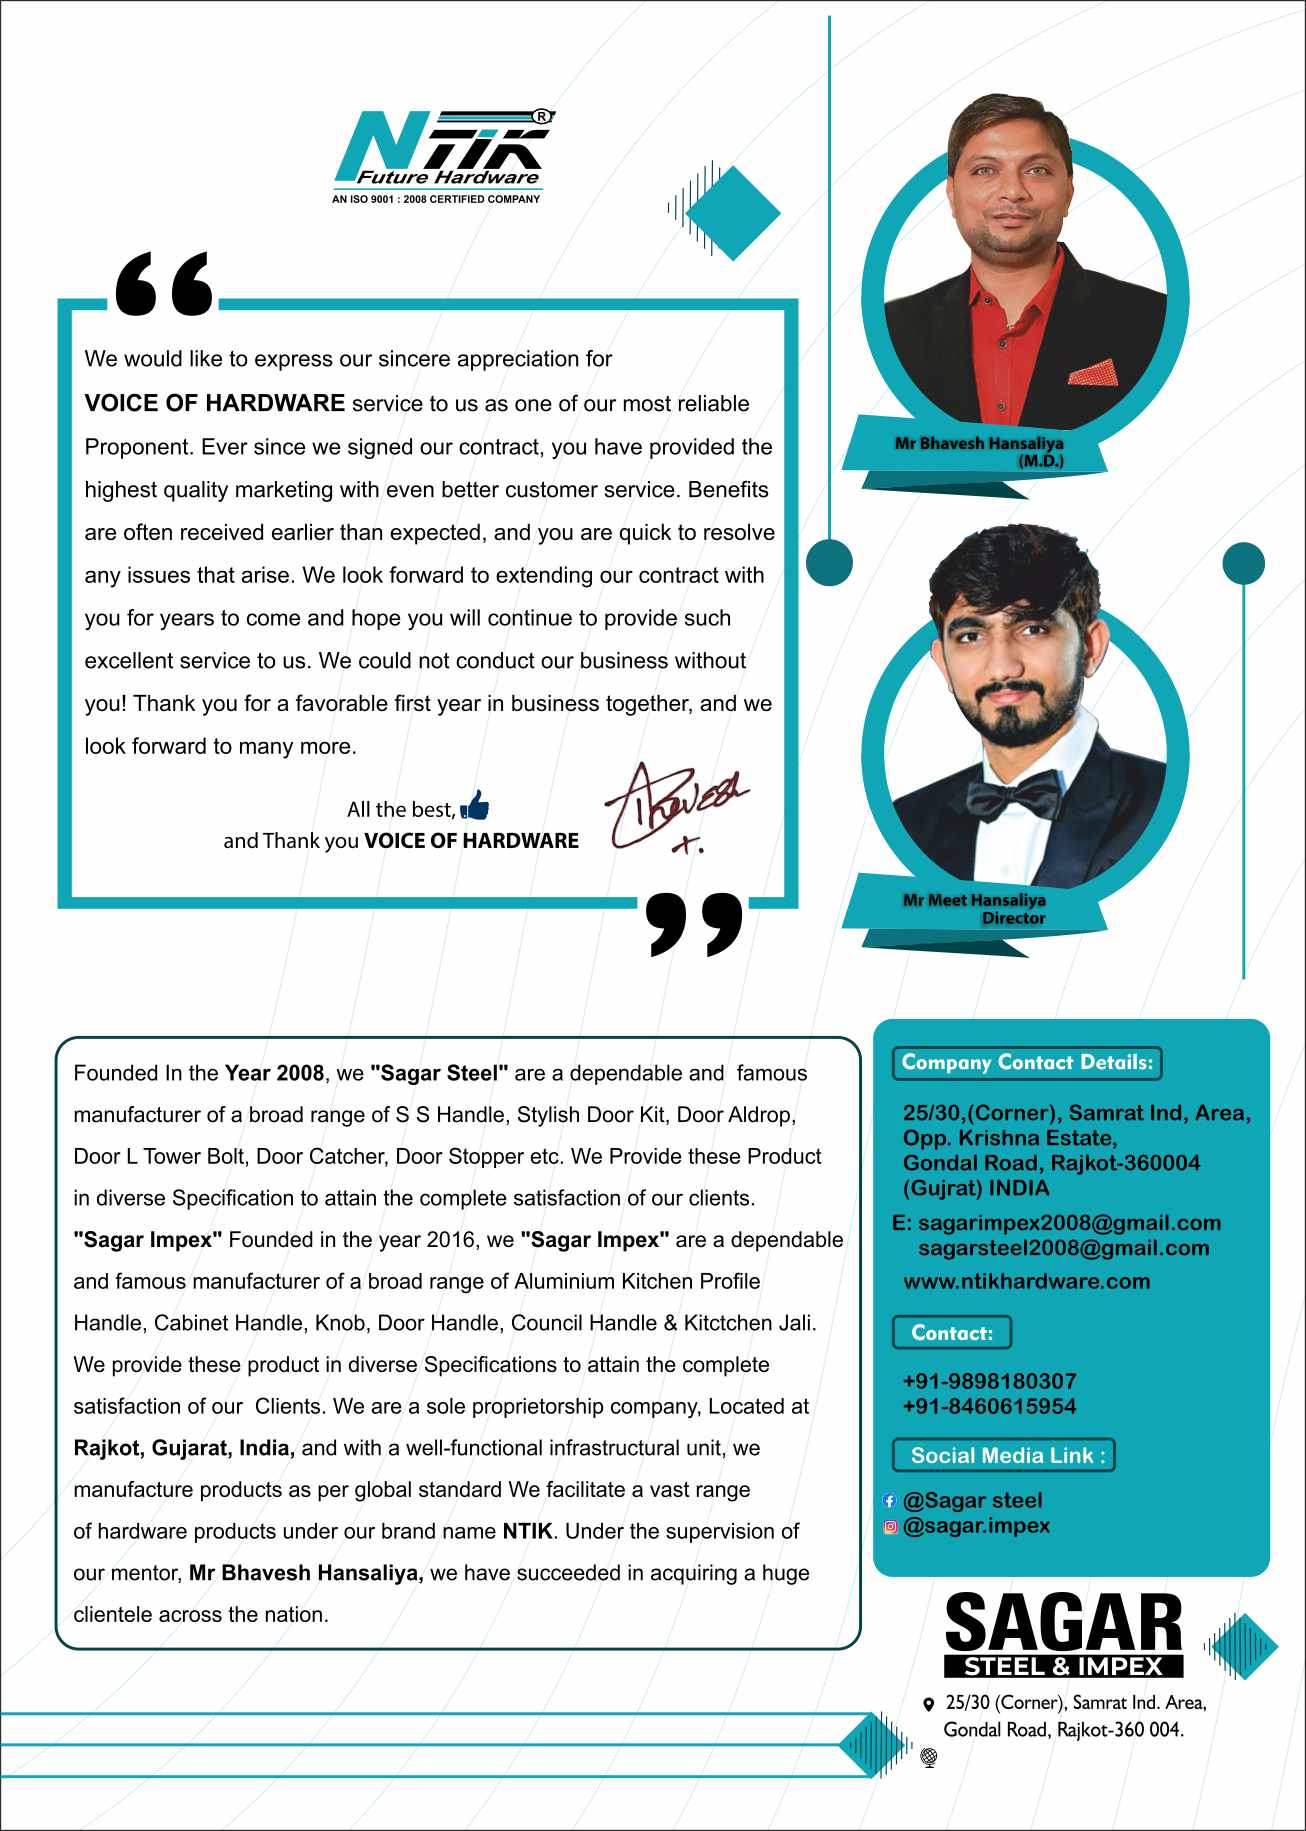 NTiK®
Future Hardware
AN ISO 9001 : 2008 CERTIFIED COMPANY
“
We would like to express our sincere appreciation for
VOICE OF HARDWARE service to us as one of our most reliable
Proponent. Ever since we signed our contract, you have provided the
highest quality marketing with even better customer service. Benefits
are often received earlier than expected, and you are quick to resolve
any issues that arise. We look forward to extending our contract with
you for years to come and hope you will continue to provide such
excellent service to us. We could not conduct our business without
you! Thank you for a favorable first year in business together, and we
look forward to many more.
All the best,
and Thank you VOICE OF HARDWARE
”
Mr Bhavesh Hansaliya
(M.D.)
Mr Meet Hansaliya
Director
Founded In the Year 2008, we "Sagar Steel" are a dependable and famous
manufacturer of a broad range of S S Handle, Stylish Door Kit, Door Aldrop,
Door L Tower Bolt, Door Catcher, Door Stopper etc. We Provide these Product
in diverse Specification to attain the complete satisfaction of our clients.
"Sagar Impex" Founded in the year 2016, we "Sagar Impex" are a dependable
and famous manufacturer of a broad range of Aluminium Kitchen Profile
Handle, Cabinet Handle, Knob, Door Handle, Council Handle & Kitctchen Jali.
We provide these product in diverse Specifications to attain the complete
satisfaction of our Clients. We are a sole proprietorship company, Located at
Rajkot, Gujarat, India, and with a well-functional infrastructural unit, we
manufacture products as per global standard We facilitate a vast range
of hardware products under our brand name NTIK. Under the supervision of
our mentor, Mr Bhavesh Hansaliya, we have succeeded in acquiring a huge
clientele across the nation.
Company Contact Details:
25/30,(Corner), Samrat Ind, Area,
Opp. Krishna Estate,
Gondal Road, Rajkot-360004
(Gujrat) INDIA
E: sagarimpex2008@gmail.com
sagarsteel2008@gmail.com
www.ntikhardware.com
Contact:
+91-9898180307
+91-8460615954
Social Media Link :
@Sagar steel
@sagar.impex
SAGAR
STEEL & IMPEX
25/30 (Corner), Samrat Ind. Area,
Gondal Road, Rajkot-360 004.